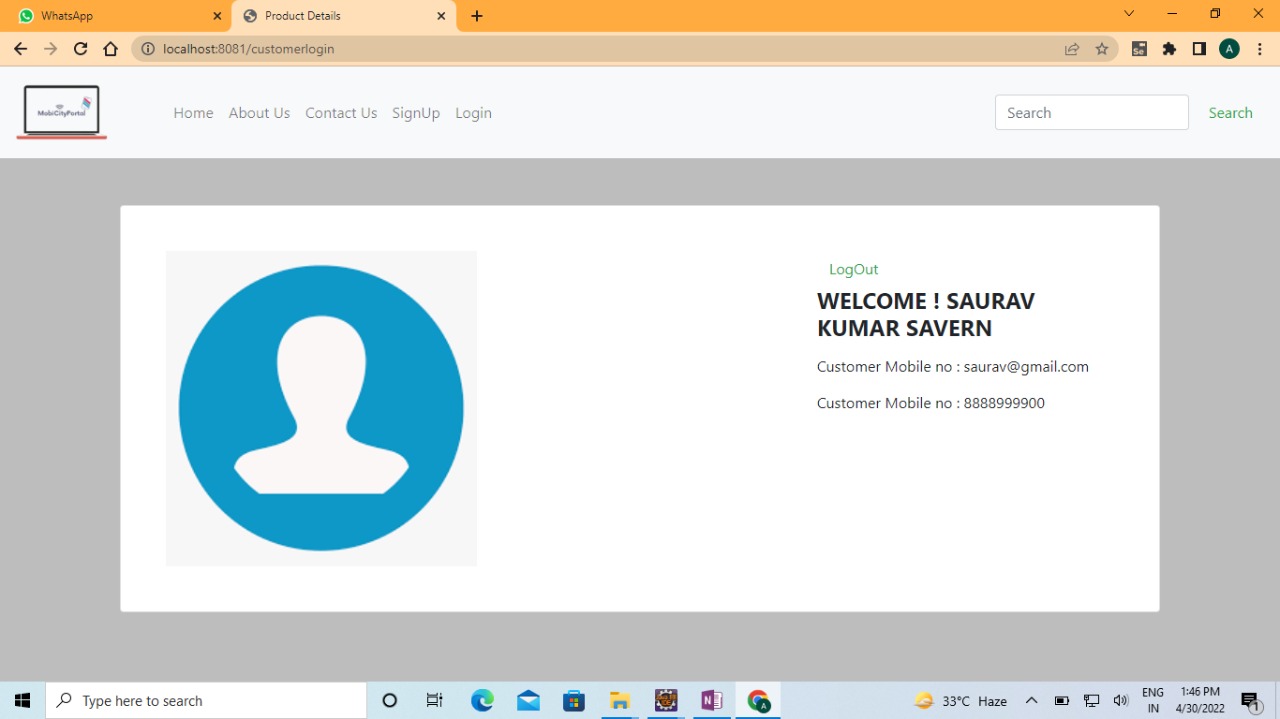 WhatsApp
Product Details
localhost:8081/customerlogin
Se
A
MobiCityPortal
Home About Us Contact Us SignUp Login
Search
Search
LogOut
WELCOME ! SAURAV
KUMAR SAVERN
Customer Mobile no : saurav@gmail.com
Customer Mobile no : 8888999900
Type here to search
N
A
33°C Haze
ENG
IN
1:46 PM
4/30/2022
1